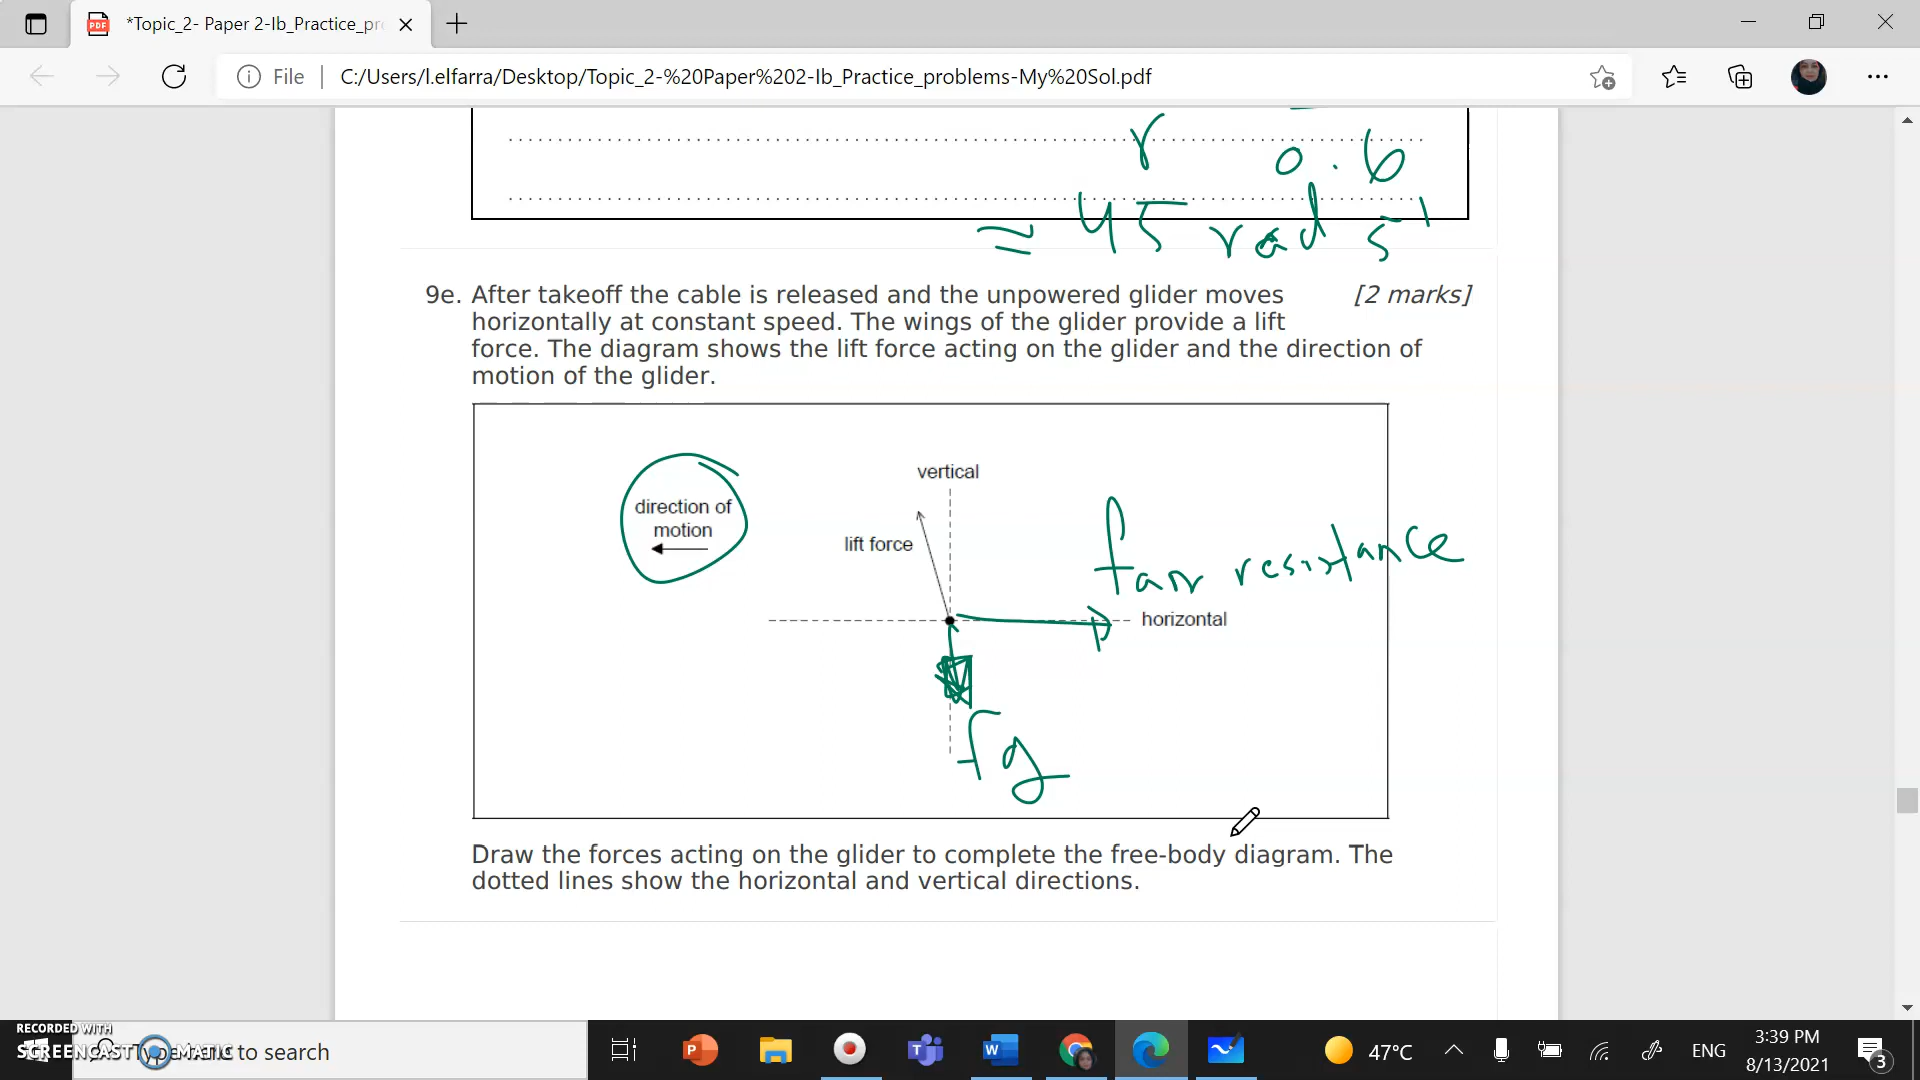 *Topic_2- Paper 2-Ib_Practice_pr
File
C:/Users/l.elfarra/Desktop/Topic_2-%20Paper%202-Ib_Practice_problems-My%20Sol.pdf
r 0.6
≈ 45 rad s⁻¹
9e. After takeoff the cable is released and the unpowered glider moves [2 marks]
horizontally at constant speed. The wings of the glider provide a lift
force. The diagram shows the lift force acting on the glider and the direction of
motion of the glider.
vertical
direction of
motion
lift force
fair resistance
horizontal
Fg
Draw the forces acting on the glider to complete the free-body diagram. The
dotted lines show the horizontal and vertical directions.
RECORDED WITH
SCREENCAST MATIC
to search
47°C
ENG
3:39 PM
8/13/2021
3